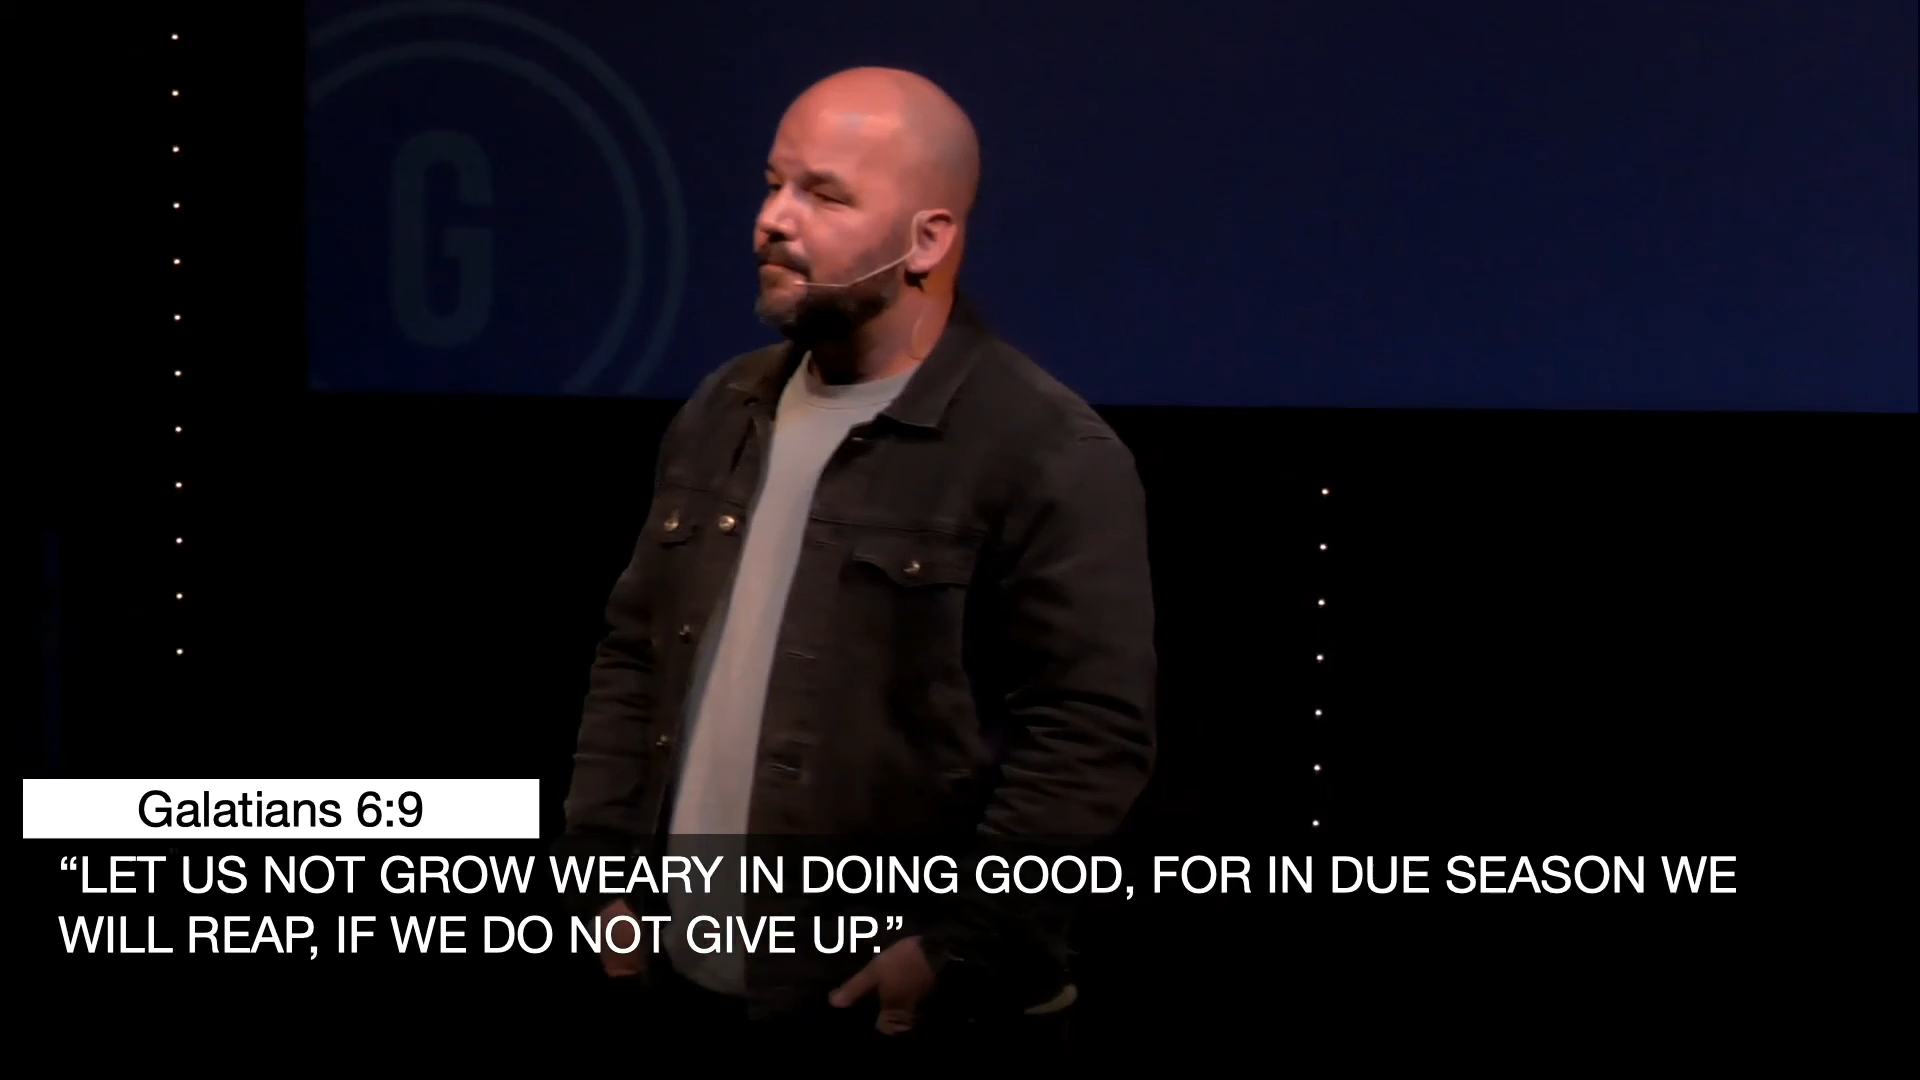 G
Galatians 6:9
“LET US NOT GROW WEARY IN DOING GOOD, FOR IN DUE SEASON WE
WILL REAP, IF WE DO NOT GIVE UP.”